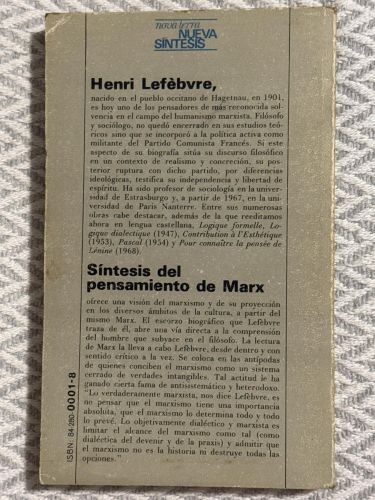 nova terra
NUEVA
SÍNTESIS
Henri Lefèbvre,
nacido en el pueblo occitano de Hagetnau, en 1901,
es hoy uno de los pensadores de más reconocida sol-
vencia en el campo del humanismo marxista. Filósofo
y sociólogo, no quedó encerrado en sus estudios teó-
ricos sino que se incorporó a la política activa como
militante del Partido Comunista Francés. Si este
aspecto de su biografía sitúa su discurso filosófico
en un contexto de realismo y concreción, su pos-
terior ruptura con dicho partido, por diferencias
ideológicas, testifica su independencia y libertad de
espíritu. Ha sido profesor de sociología en la univer-
sidad de Estrasburgo y, a partir de 1967, en la uni-
versidad de París Nanterre. Entre sus numerosas
obras cabe destacar, además de la que reeditamos
ahora en lengua castellana, Logique formelle, Lo-
gique dialectique (1947), Contribution à l'Esthétique
(1953), Pascal (1954) y Pour connaître la pensée de
Lénine (1968).
Síntesis del
pensamiento de Marx
ofrece una visión del marxismo y de su proyección
en los diversos ámbitos de la cultura, a partir del
mismo Marx. El escorzo biográfico que Lefèbvre
traza de él, abre una vía directa a la comprensión
del hombre que subyace en el filósofo. La lectura
de Marx la lleva a cabo Lefèbvre, desde dentro y con
sentido crítico a la vez. Se coloca en las antípodas
de quienes conciben el marxismo como un sistema
cerrado de verdades intangibles. Tal actitud le ha
ganado cierta fama de antisistemático y heterodoxo.
"Lo verdaderamente marxista, nos dice Lefèbvre, es
no pensar que el marxismo tiene una importancia
absoluta, que el marxismo lo determina todo y todo
lo prevé. Lo objetivamente dialéctico y marxista es
limitar el alcance del marxismo como tal (como
dialéctica del devenir y de la praxis) y admitir que
el marxismo no es la historia ni destruye todas las
opciones."
ISBN: 84-280-0001-8